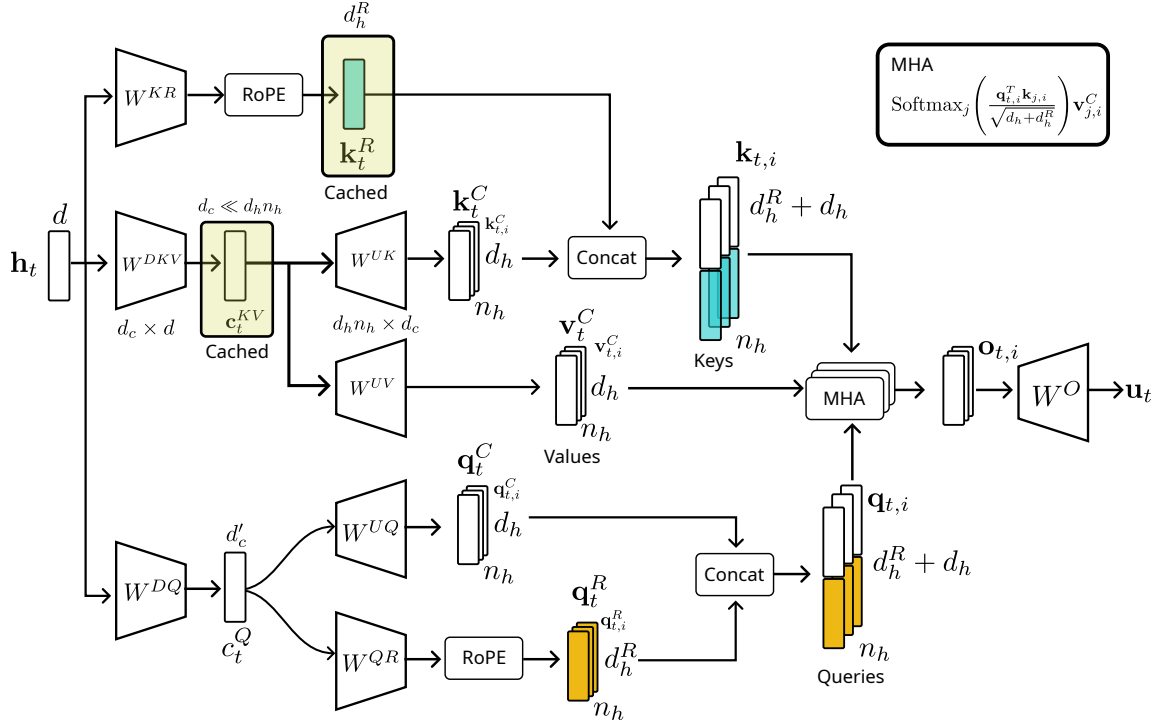 d_h^R
W^{KR}
RoPE
k_t^R
Cached
MHA
Softmax_j ( q_{t,i}^T k_{j,i} / √(d_h+d_h^R) ) v_{j,i}^C
h_t
d
W^{DKV}
d_c × d
d_c ≪ d_h n_h
c_t^{KV}
Cached
W^{UK}
d_h n_h × d_c
k_t^C
k_{t,i}^C
d_h
n_h
Concat
k_{t,i}
d_h^R + d_h
n_h
Keys
W^{UV}
v_t^C
v_{t,i}^C
d_h
n_h
Values
MHA
o_{t,i}
W^O
u_t
W^{DQ}
d'_c
c_t^Q
W^{UQ}
q_t^C
q_{t,i}^C
d_h
n_h
W^{QR}
RoPE
q_t^R
q_{t,i}^R
d_h^R
n_h
Concat
q_{t,i}
d_h^R + d_h
n_h
Queries